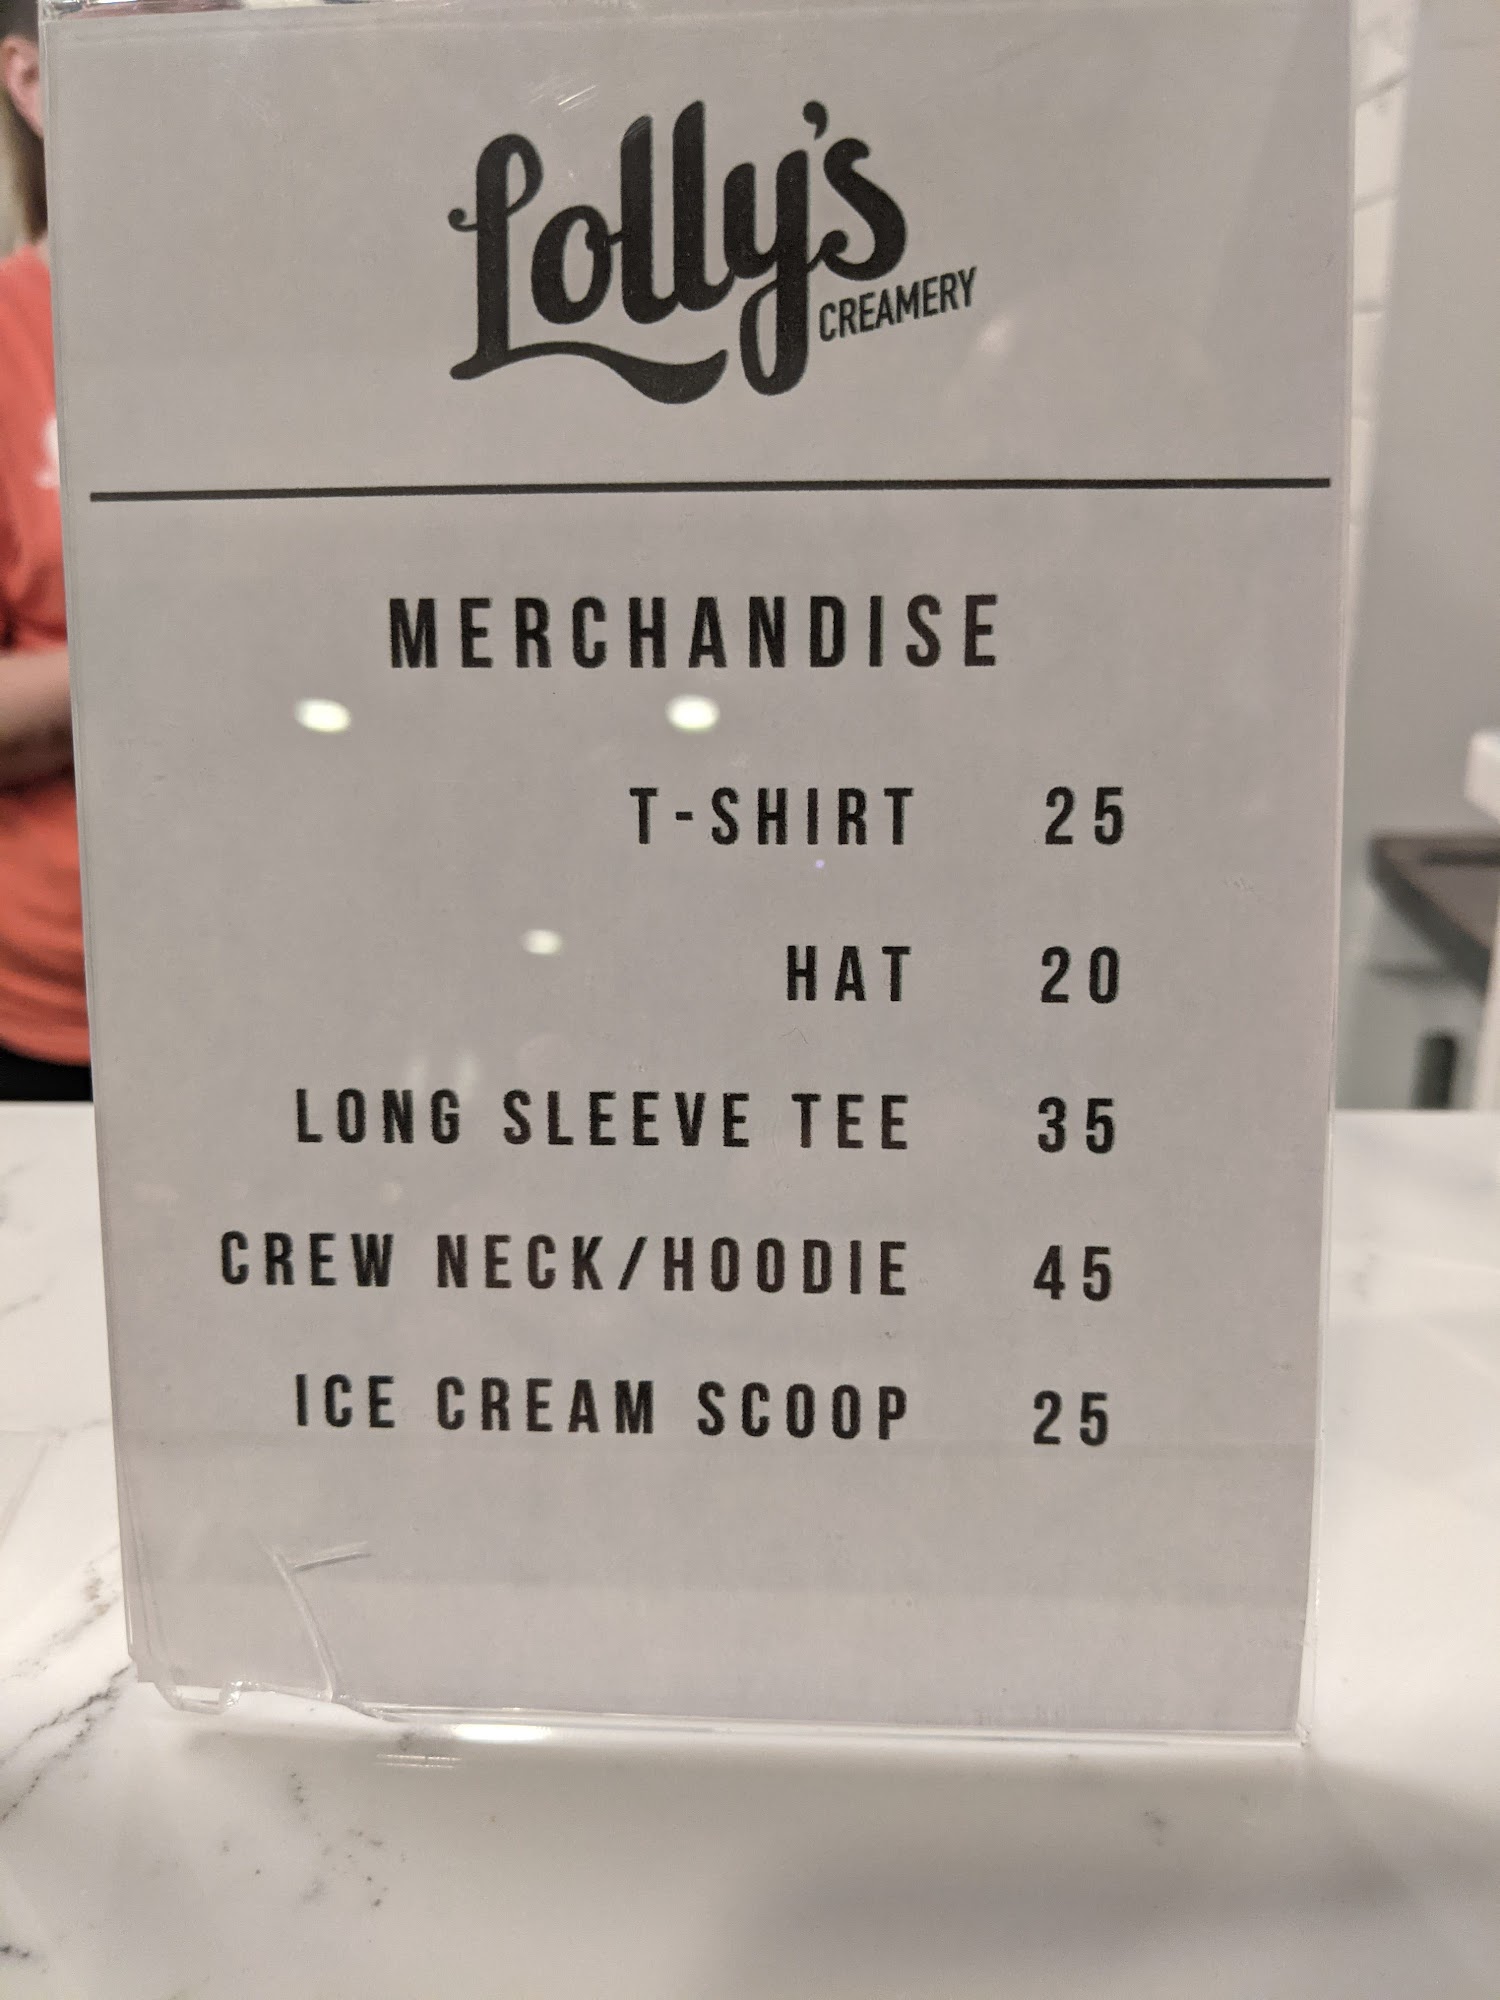 Lolly's
CREAMERY
MERCHANDISE
T-SHIRT 25
HAT 20
LONG SLEEVE TEE 35
CREW NECK/HOODIE 45
ICE CREAM SCOOP 25